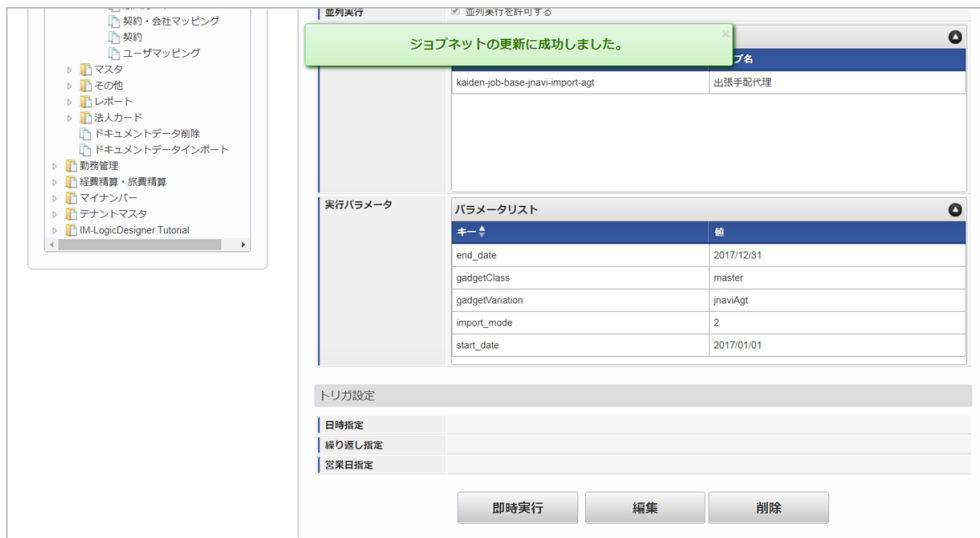 契約・会社マッピング
契約
ユーザマッピング
マスタ
その他
レポート
法人カード
ドキュメントデータ削除
ドキュメントデータインポート
勤務管理
経費精算・旅費精算
マイナンバー
テナントマスタ
IM-LogicDesigner Tutorial
並列実行
並列実行を許可する
ジョブネットの更新に成功しました。
×
ブ名
kaiden-job-base-jnavi-import-agt
出張手配代理
実行パラメータ
パラメータリスト
キー 値
end_date 2017/12/31
gadgetClass master
gadgetVariation jnaviAgt
import_mode 2
start_date 2017/01/01
トリガ設定
日時指定
繰り返し指定
営業日指定
即時実行 編集 削除